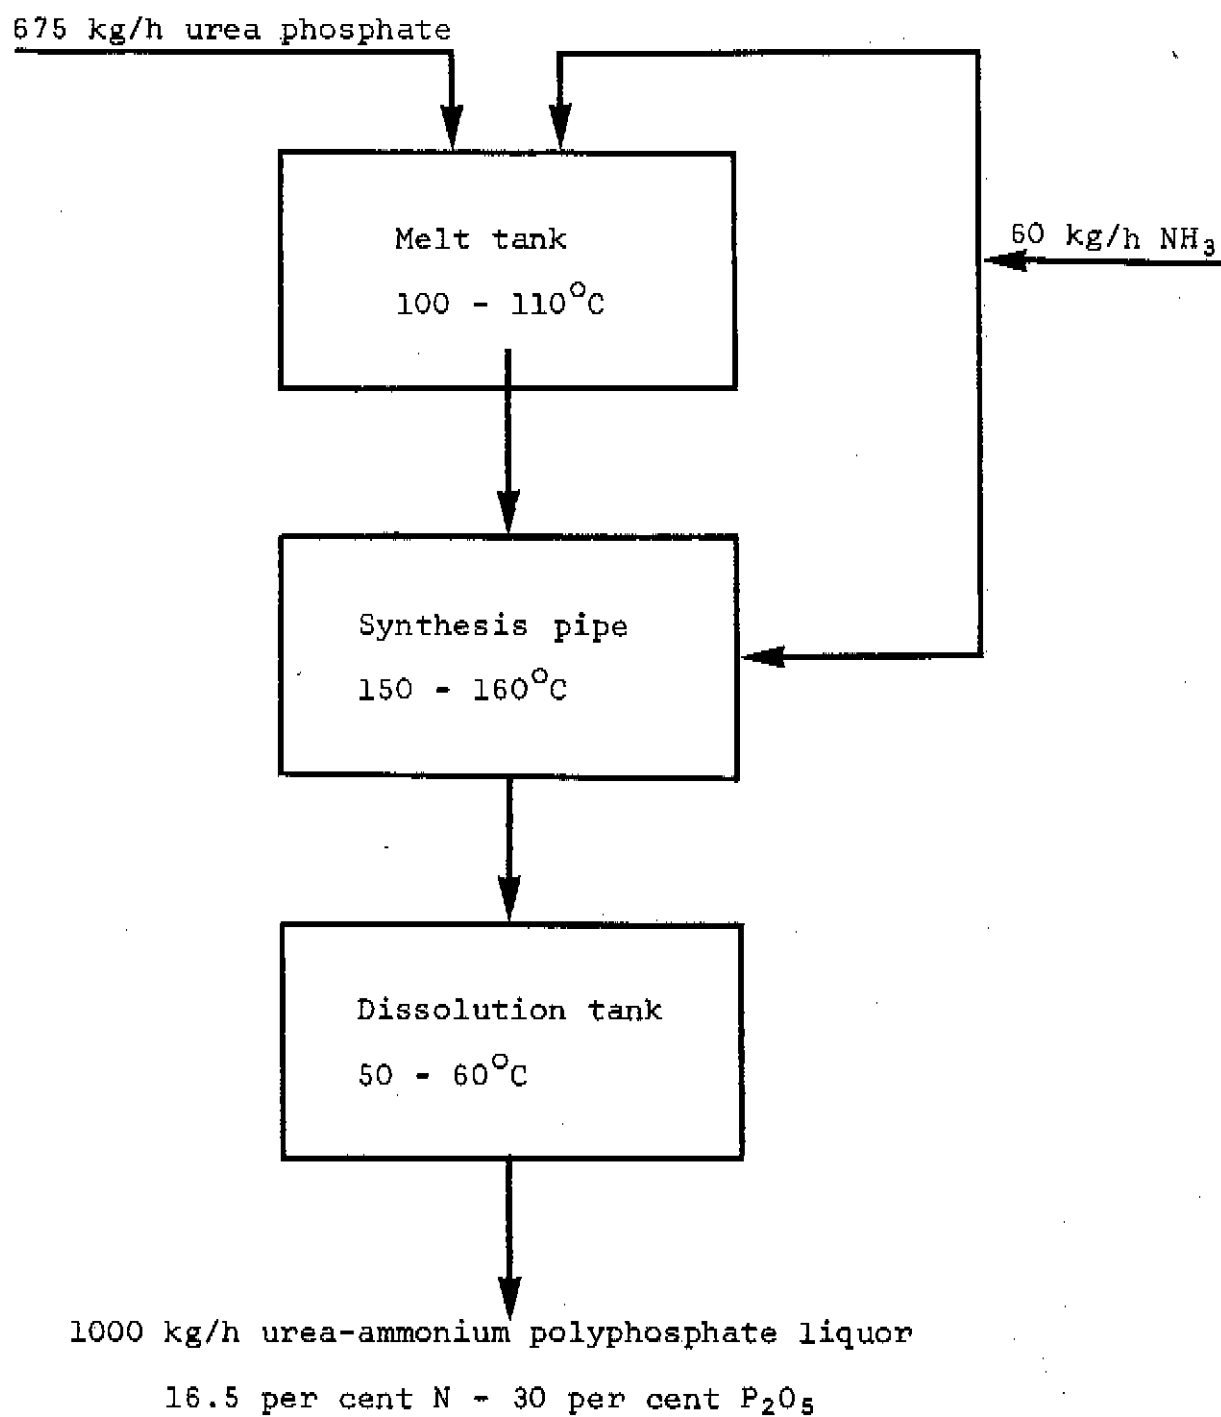 675 kg/h urea phosphate
Melt tank
100 - 110°C
60 kg/h NH₃
Synthesis pipe
150 - 160°C
Dissolution tank
50 - 60°C
1000 kg/h urea-ammonium polyphosphate liquor
16.5 per cent N - 30 per cent P₂O₅